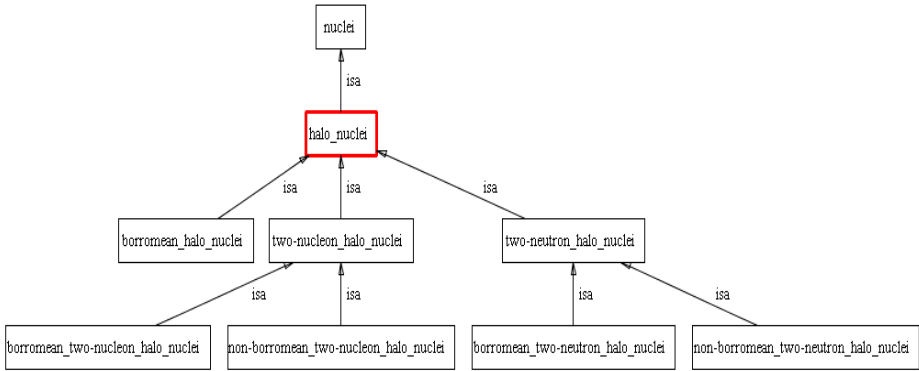 nuclei
isa
halo_nuclei
isa
isa
isa
borromean_halo_nuclei
two-nucleon_halo_nuclei
two-neutron_halo_nuclei
isa
isa
isa
isa
borromean_two-nucleon_halo_nuclei
non-borromean_two-nucleon_halo_nuclei
borromean_two-neutron_halo_nuclei
non-borromean_two-neutron_halo_nuclei